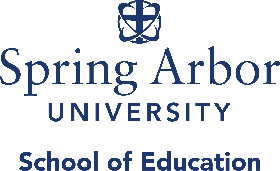 Spring Arbor
UNIVERSITY
School of Education